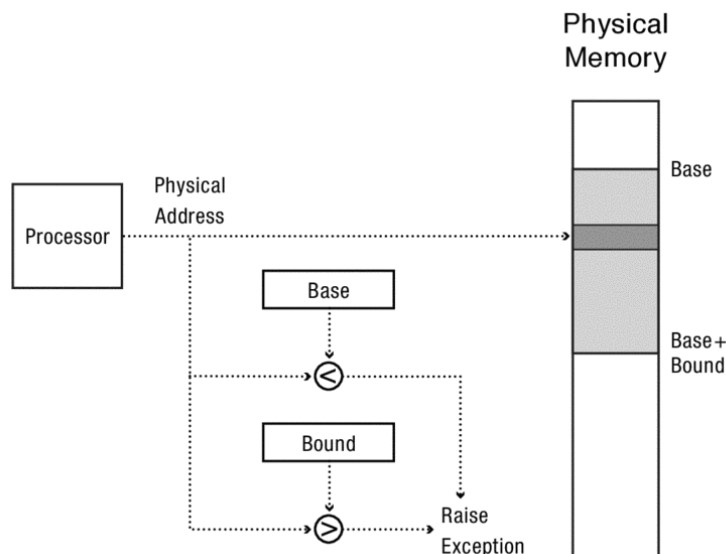 Physical
Memory
Base
Physical
Address
Processor
Base
<
Base+
Bound
Bound
>
Raise
Exception